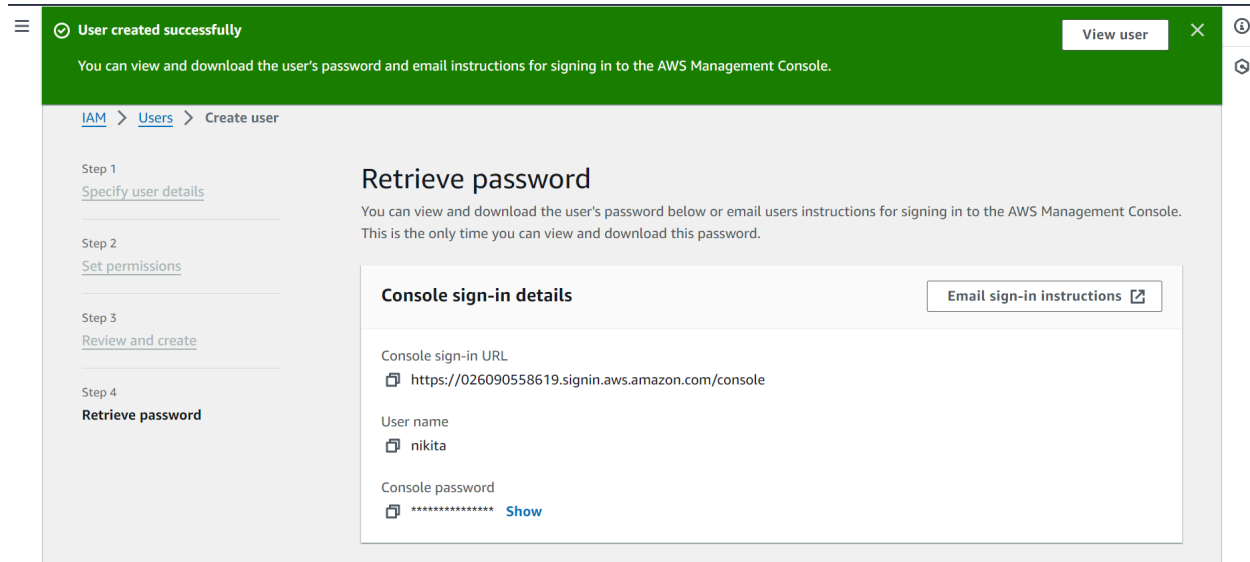 User created successfully
View user
You can view and download the user's password and email instructions for signing in to the AWS Management Console.
IAM > Users > Create user
Step 1
Specify user details
Step 2
Set permissions
Step 3
Review and create
Step 4
Retrieve password
Retrieve password
You can view and download the user's password below or email users instructions for signing in to the AWS Management Console.
This is the only time you can view and download this password.
Console sign-in details
Email sign-in instructions
Console sign-in URL
https://026090558619.signin.aws.amazon.com/console
User name
nikita
Console password
*************** Show